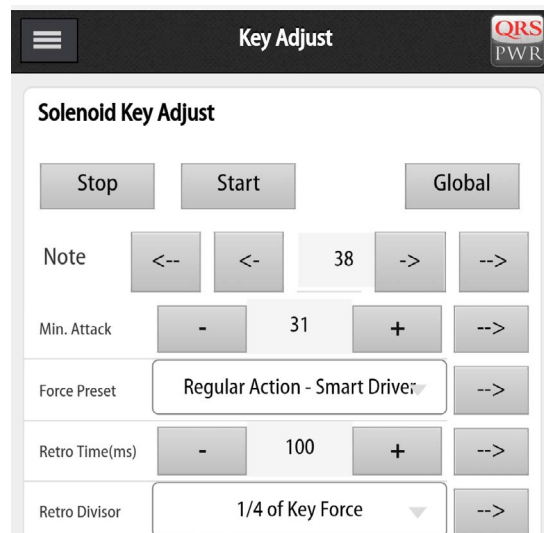 Key Adjust
QRS
PWR
Solenoid Key Adjust
Stop Start Global
Note <-- <- 38 -> -->
Min. Attack - 31 + -->
Force Preset Regular Action - Smart Driver -->
Retro Time(ms) - 100 + -->
Retro Divisor 1/4 of Key Force -->